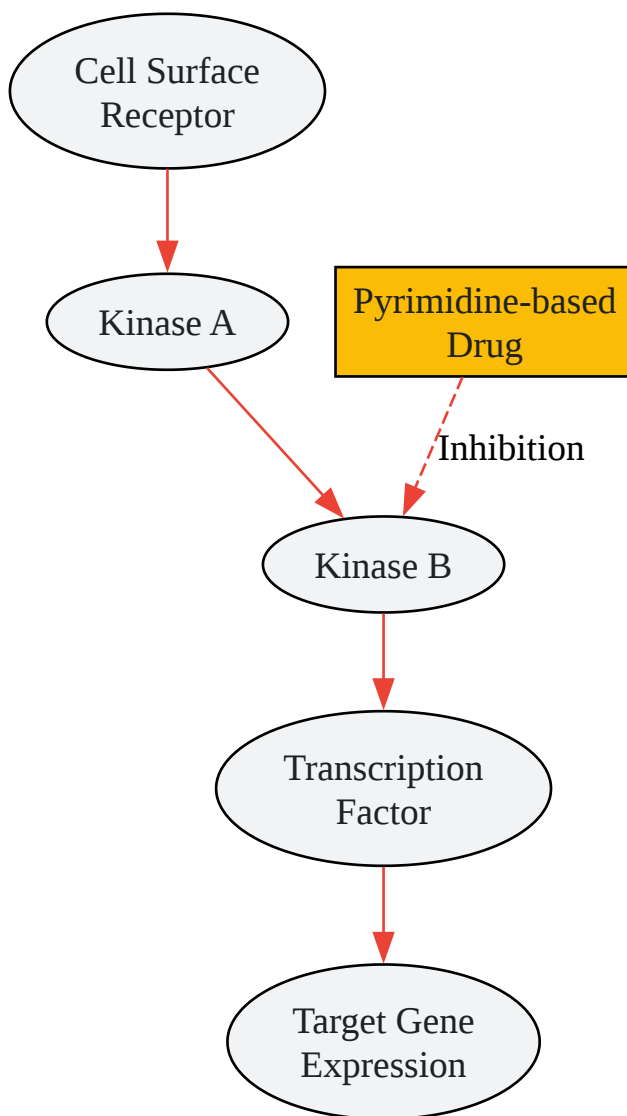 Cell Surface
Receptor
Kinase A
Pyrimidine-based
Drug
Inhibition
Kinase B
Transcription
Factor
Target Gene
Expression